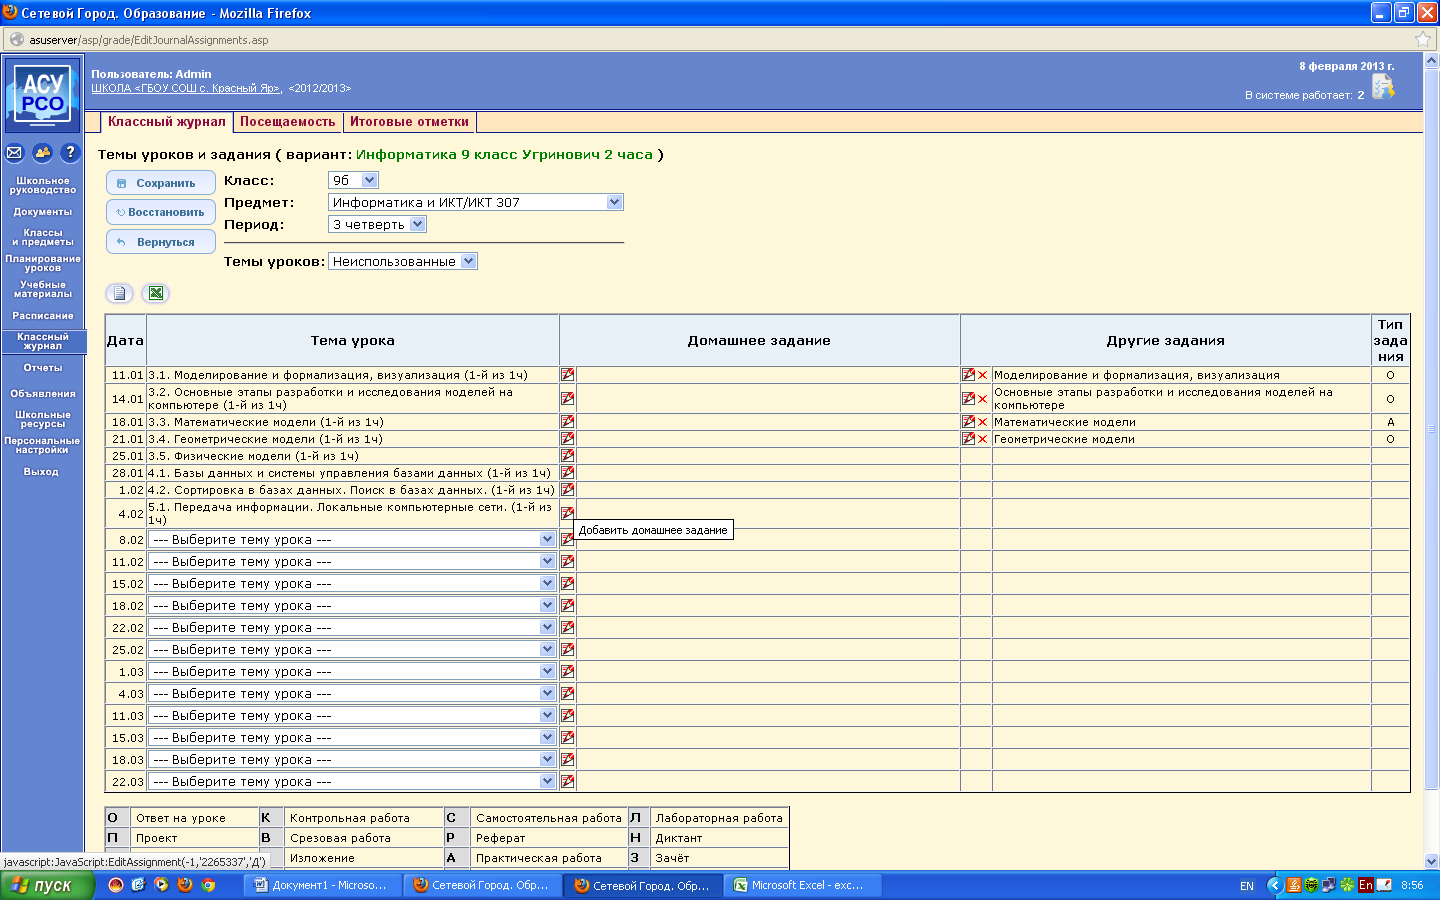 Сетевой Город. Образование - Mozilla Firefox
asuserver/asp/grade/EditJournalAssignments.asp
АСУ
РСО
Пользователь: Admin
ШКОЛА <ГБОУ СОШ с. Красный Яр>, <2012/2013>
8 февраля 2013 г.
В системе работает: 2
Классный журнал Посещаемость Итоговые отметки
?
Школьное
руководство
Документы
Классы
и предметы
Планирование
уроков
Учебные
материалы
Расписание
Классный
журнал
Отчеты
Объявления
Школьные
ресурсы
Персональные
настройки
Выход
Темы уроков и задания ( вариант: Информатика 9 класс Угринович 2 часа )
Сохранить
Восстановить
Вернуться
Класс: 9б
Предмет: Информатика и ИКТ/ИКТ 307
Период: 3 четверть
Темы уроков: Неиспользованные
Дата Тема урока Домашнее задание Другие задания Тип
зада
ния
11.01 3.1. Моделирование и формализация, визуализация (1-й из 1ч) Моделирование и формализация, визуализация О
14.01 3.2. Основные этапы разработки и исследования моделей на Основные этапы разработки и исследования моделей на О
компьютере (1-й из 1ч) компьютере
18.01 3.3. Математические модели (1-й из 1ч) Математические модели А
21.01 3.4. Геометрические модели (1-й из 1ч) Геометрические модели О
25.01 3.5. Физические модели (1-й из 1ч)
28.01 4.1. Базы данных и системы управления базами данных (1-й из 1ч)
1.02 4.2. Сортировка в базах данных. Поиск в базах данных. (1-й из 1ч)
4.02 5.1. Передача информации. Локальные компьютерные сети. (1-й из
1ч)
Добавить домашнее задание
8.02 --- Выберите тему урока ---
11.02 --- Выберите тему урока ---
15.02 --- Выберите тему урока ---
18.02 --- Выберите тему урока ---
22.02 --- Выберите тему урока ---
25.02 --- Выберите тему урока ---
1.03 --- Выберите тему урока ---
4.03 --- Выберите тему урока ---
11.03 --- Выберите тему урока ---
15.03 --- Выберите тему урока ---
18.03 --- Выберите тему урока ---
22.03 --- Выберите тему урока ---
О Ответ на уроке К Контрольная работа С Самостоятельная работа Л Лабораторная работа
П Проект В Срезовая работа Р Реферат Н Диктант
Изложение А Практическая работа З Зачёт
javascript:JavaScript:EditAssignment(-1,'2265337','Д')
пуск
Документ1 - Microso...
Сетевой Город. Обр...
Сетевой Город. Обр...
Microsoft Excel - exc...
EN
En
8:56